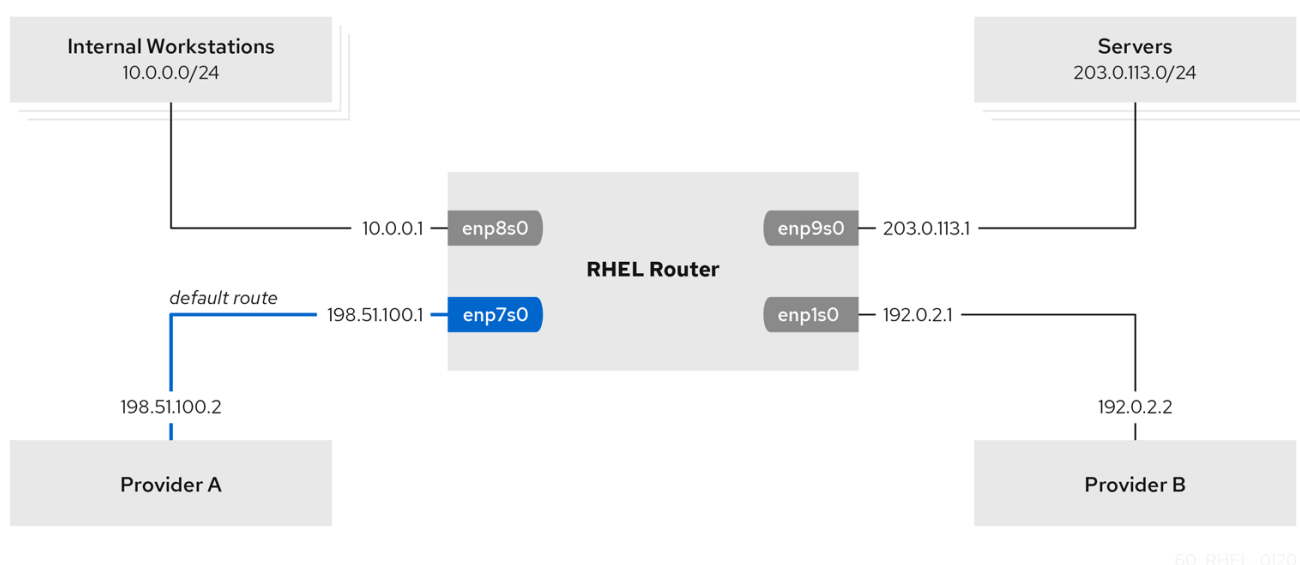 Internal Workstations
10.0.0.0/24
Servers
203.0.113.0/24
10.0.0.1
enp8s0
enp9s0
203.0.113.1
RHEL Router
default route
198.51.100.1
enp7s0
enp1s0
192.0.2.1
198.51.100.2
192.0.2.2
Provider A
Provider B
60_RHEL_0120